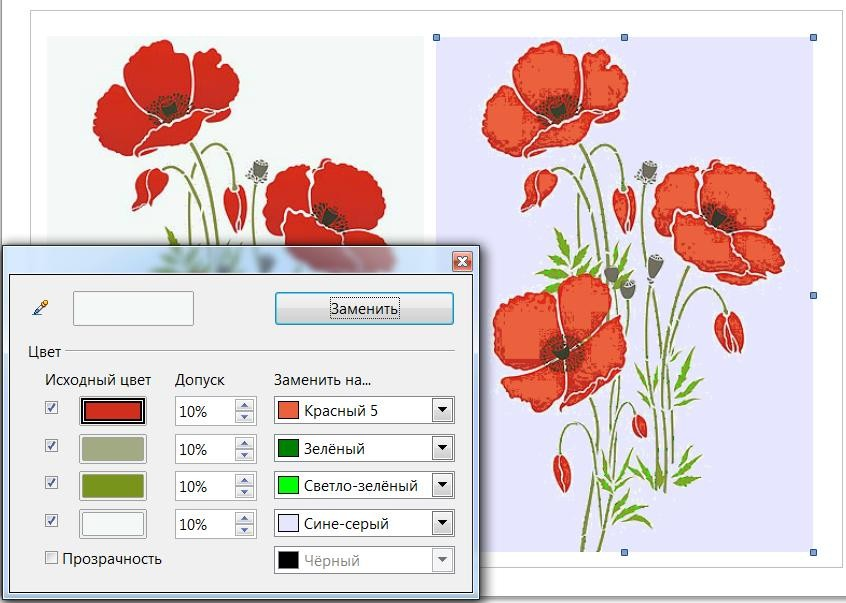 Заменить
Цвет
Исходный цвет Допуск Заменить на...
10% Красный 5
10% Зелёный
10% Светло-зелёный
10% Сине-серый
Прозрачность Чёрный